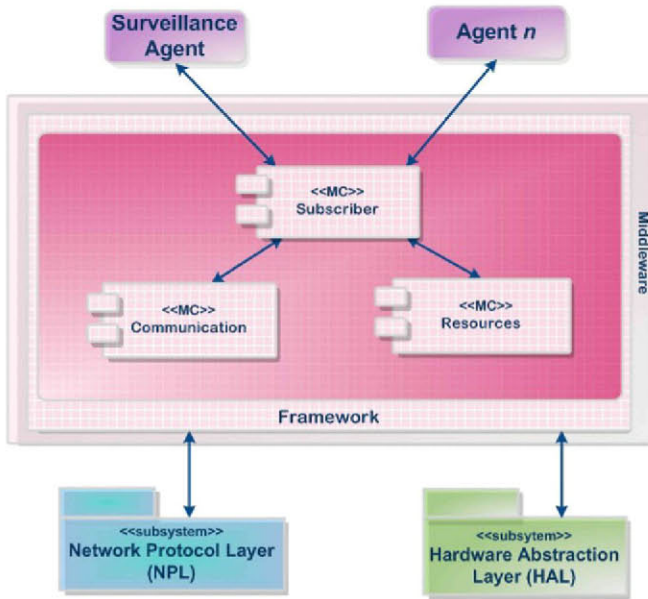 Surveillance
Agent
Agent n
<<MC>>
Subscriber
Middleware
<<MC>>
Communication
<<MC>>
Resources
Framework
<<subsystem>>
Network Protocol Layer
(NPL)
<<subsytem>>
Hardware Abstraction
Layer (HAL)